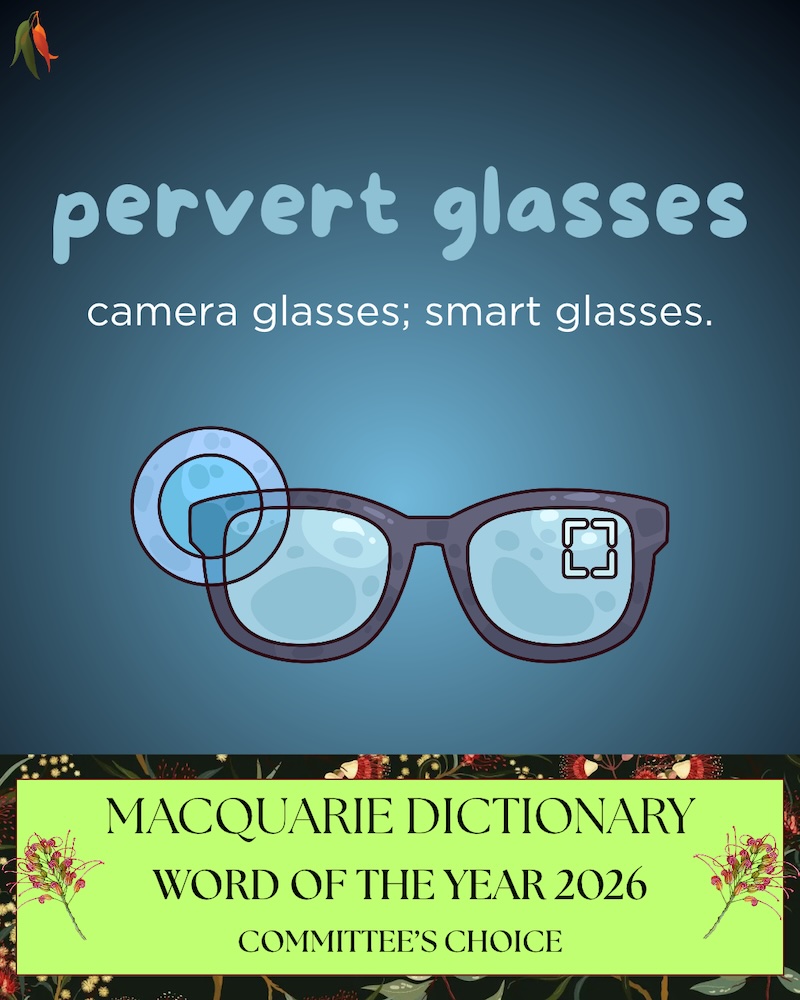 pervert glasses
camera glasses; smart glasses.
MACQUARIE DICTIONARY
WORD OF THE YEAR 2026
COMMITTEE'S CHOICE